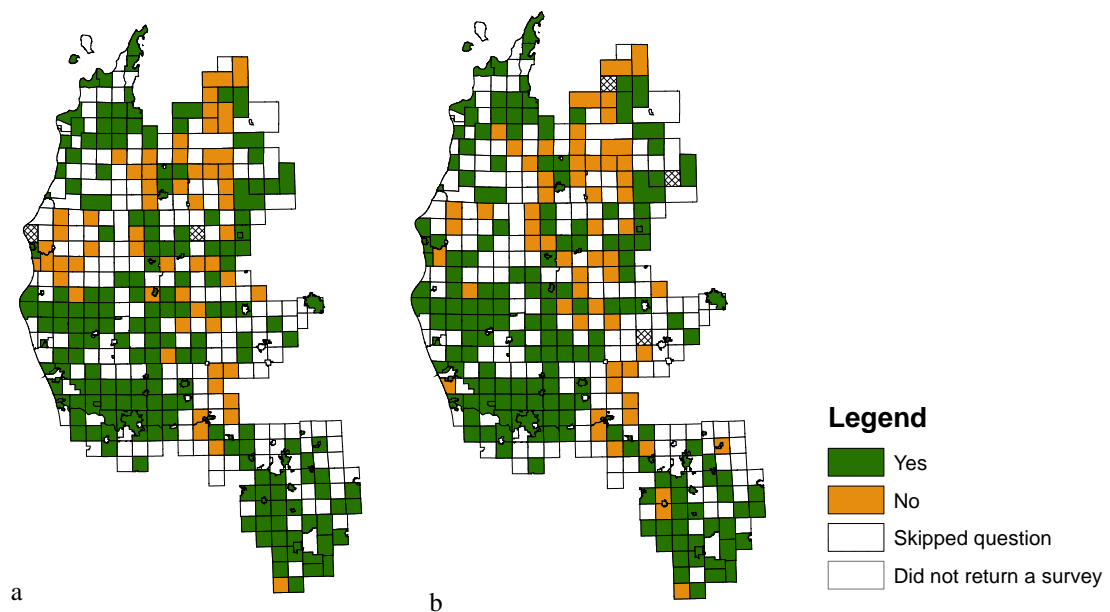 Legend
Yes
No
Skipped question
Did not return a survey
a
b